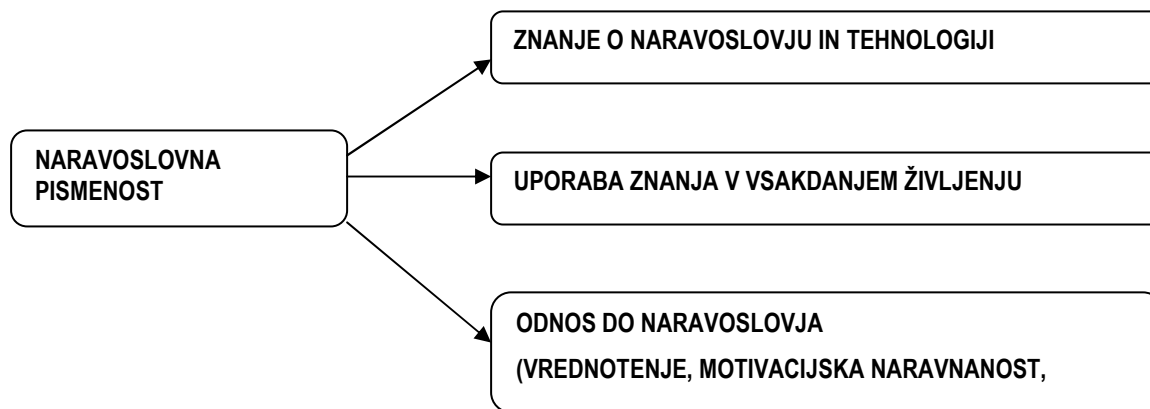 ZNANJE O NARAVOSLOVJU IN TEHNOLOGIJI
NARAVOSLOVNA
PISMENOST
UPORABA ZNANJA V VSAKDANJEM ŽIVLJENJU
ODNOS DO NARAVOSLOVJA
(VREDNOTENJE, MOTIVACIJSKA NARAVNANOST,